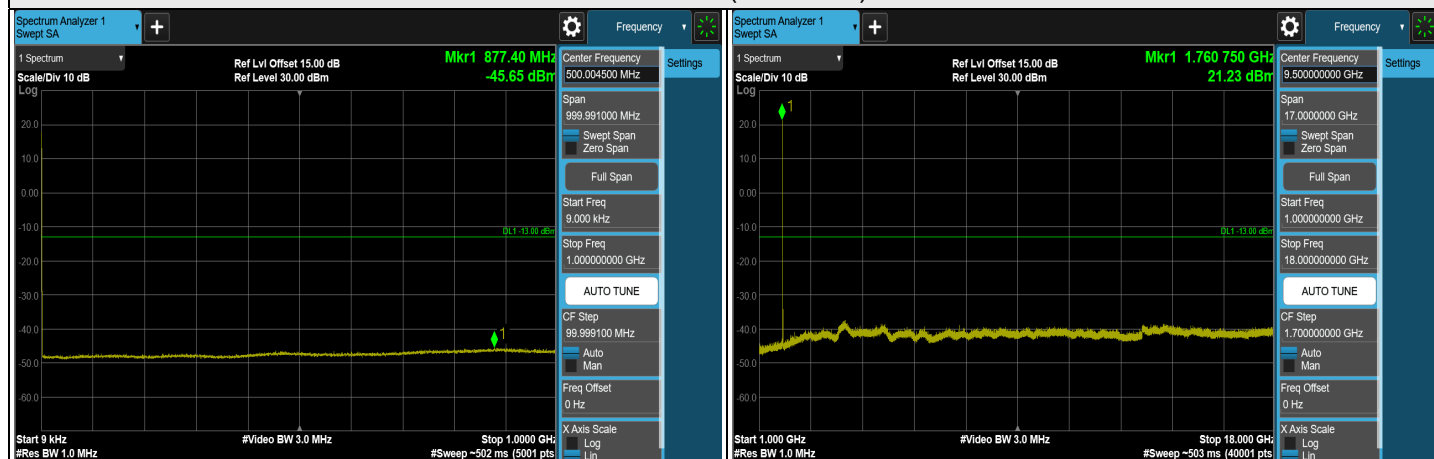 Spectrum Analyzer 1
Swept SA
+
Frequency
1 Spectrum
Scale/Div 10 dB
Log
Ref Lvl Offset 15.00 dB
Ref Level 30.00 dBm
Mkr1 877.40 MHz
-45.65 dBm
20.0
10.0
0.00
-10.0
-20.0
-30.0
-40.0
-50.0
-60.0
DL1 -13.00 dBm
1
Start 9 kHz
#Res BW 1.0 MHz
#Video BW 3.0 MHz
Stop 1.0000 GHz
#Sweep ~502 ms (5001 pts
Center Frequency
500.004500 MHz
Span
999.991000 MHz
Swept Span
Zero Span
Full Span
Start Freq
9.000 kHz
Stop Freq
1.000000000 GHz
AUTO TUNE
CF Step
99.999100 MHz
Auto
Man
Freq Offset
0 Hz
X Axis Scale
Log
Lin
Settings
Spectrum Analyzer 1
Swept SA
+
Frequency
1 Spectrum
Scale/Div 10 dB
Log
Ref Lvl Offset 15.00 dB
Ref Level 30.00 dBm
Mkr1 1.760 750 GHz
21.23 dBm
1
20.0
10.0
0.00
-10.0
-20.0
-30.0
-40.0
-50.0
-60.0
DL1 -13.00 dBm
Start 1.000 GHz
#Res BW 1.0 MHz
#Video BW 3.0 MHz
Stop 18.000 GHz
#Sweep ~503 ms (40001 pts
Center Frequency
9.500000000 GHz
Span
17.0000000 GHz
Swept Span
Zero Span
Full Span
Start Freq
1.000000000 GHz
Stop Freq
18.000000000 GHz
AUTO TUNE
CF Step
1.700000000 GHz
Auto
Man
Freq Offset
0 Hz
X Axis Scale
Log
Lin
Settings